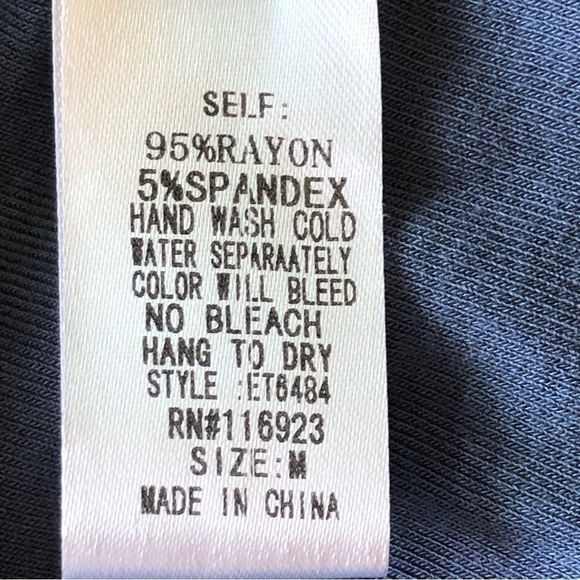 SELF:
95%RAYON
5%SPANDEX
HAND WASH COLD
WATER SEPARAATELY
COLOR WILL BLEED
NO BLEACH
HANG TO DRY
STYLE :ET6484
RN#116923
SIZE:M
MADE IN CHINA